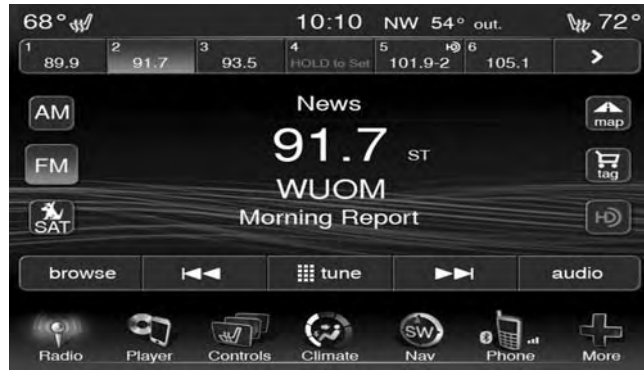 68° 10:10 NW 54° out. 72°
1 2 3 4 5 HD 6
89.9 91.7 93.5 HOLD to Set 101.9-2 105.1 >
News
AM
map
91.7 ST
FM
tag
WUOM
SAT
Morning Report
HD
browse tune audio
SW
Radio Player Controls Climate Nav Phone More